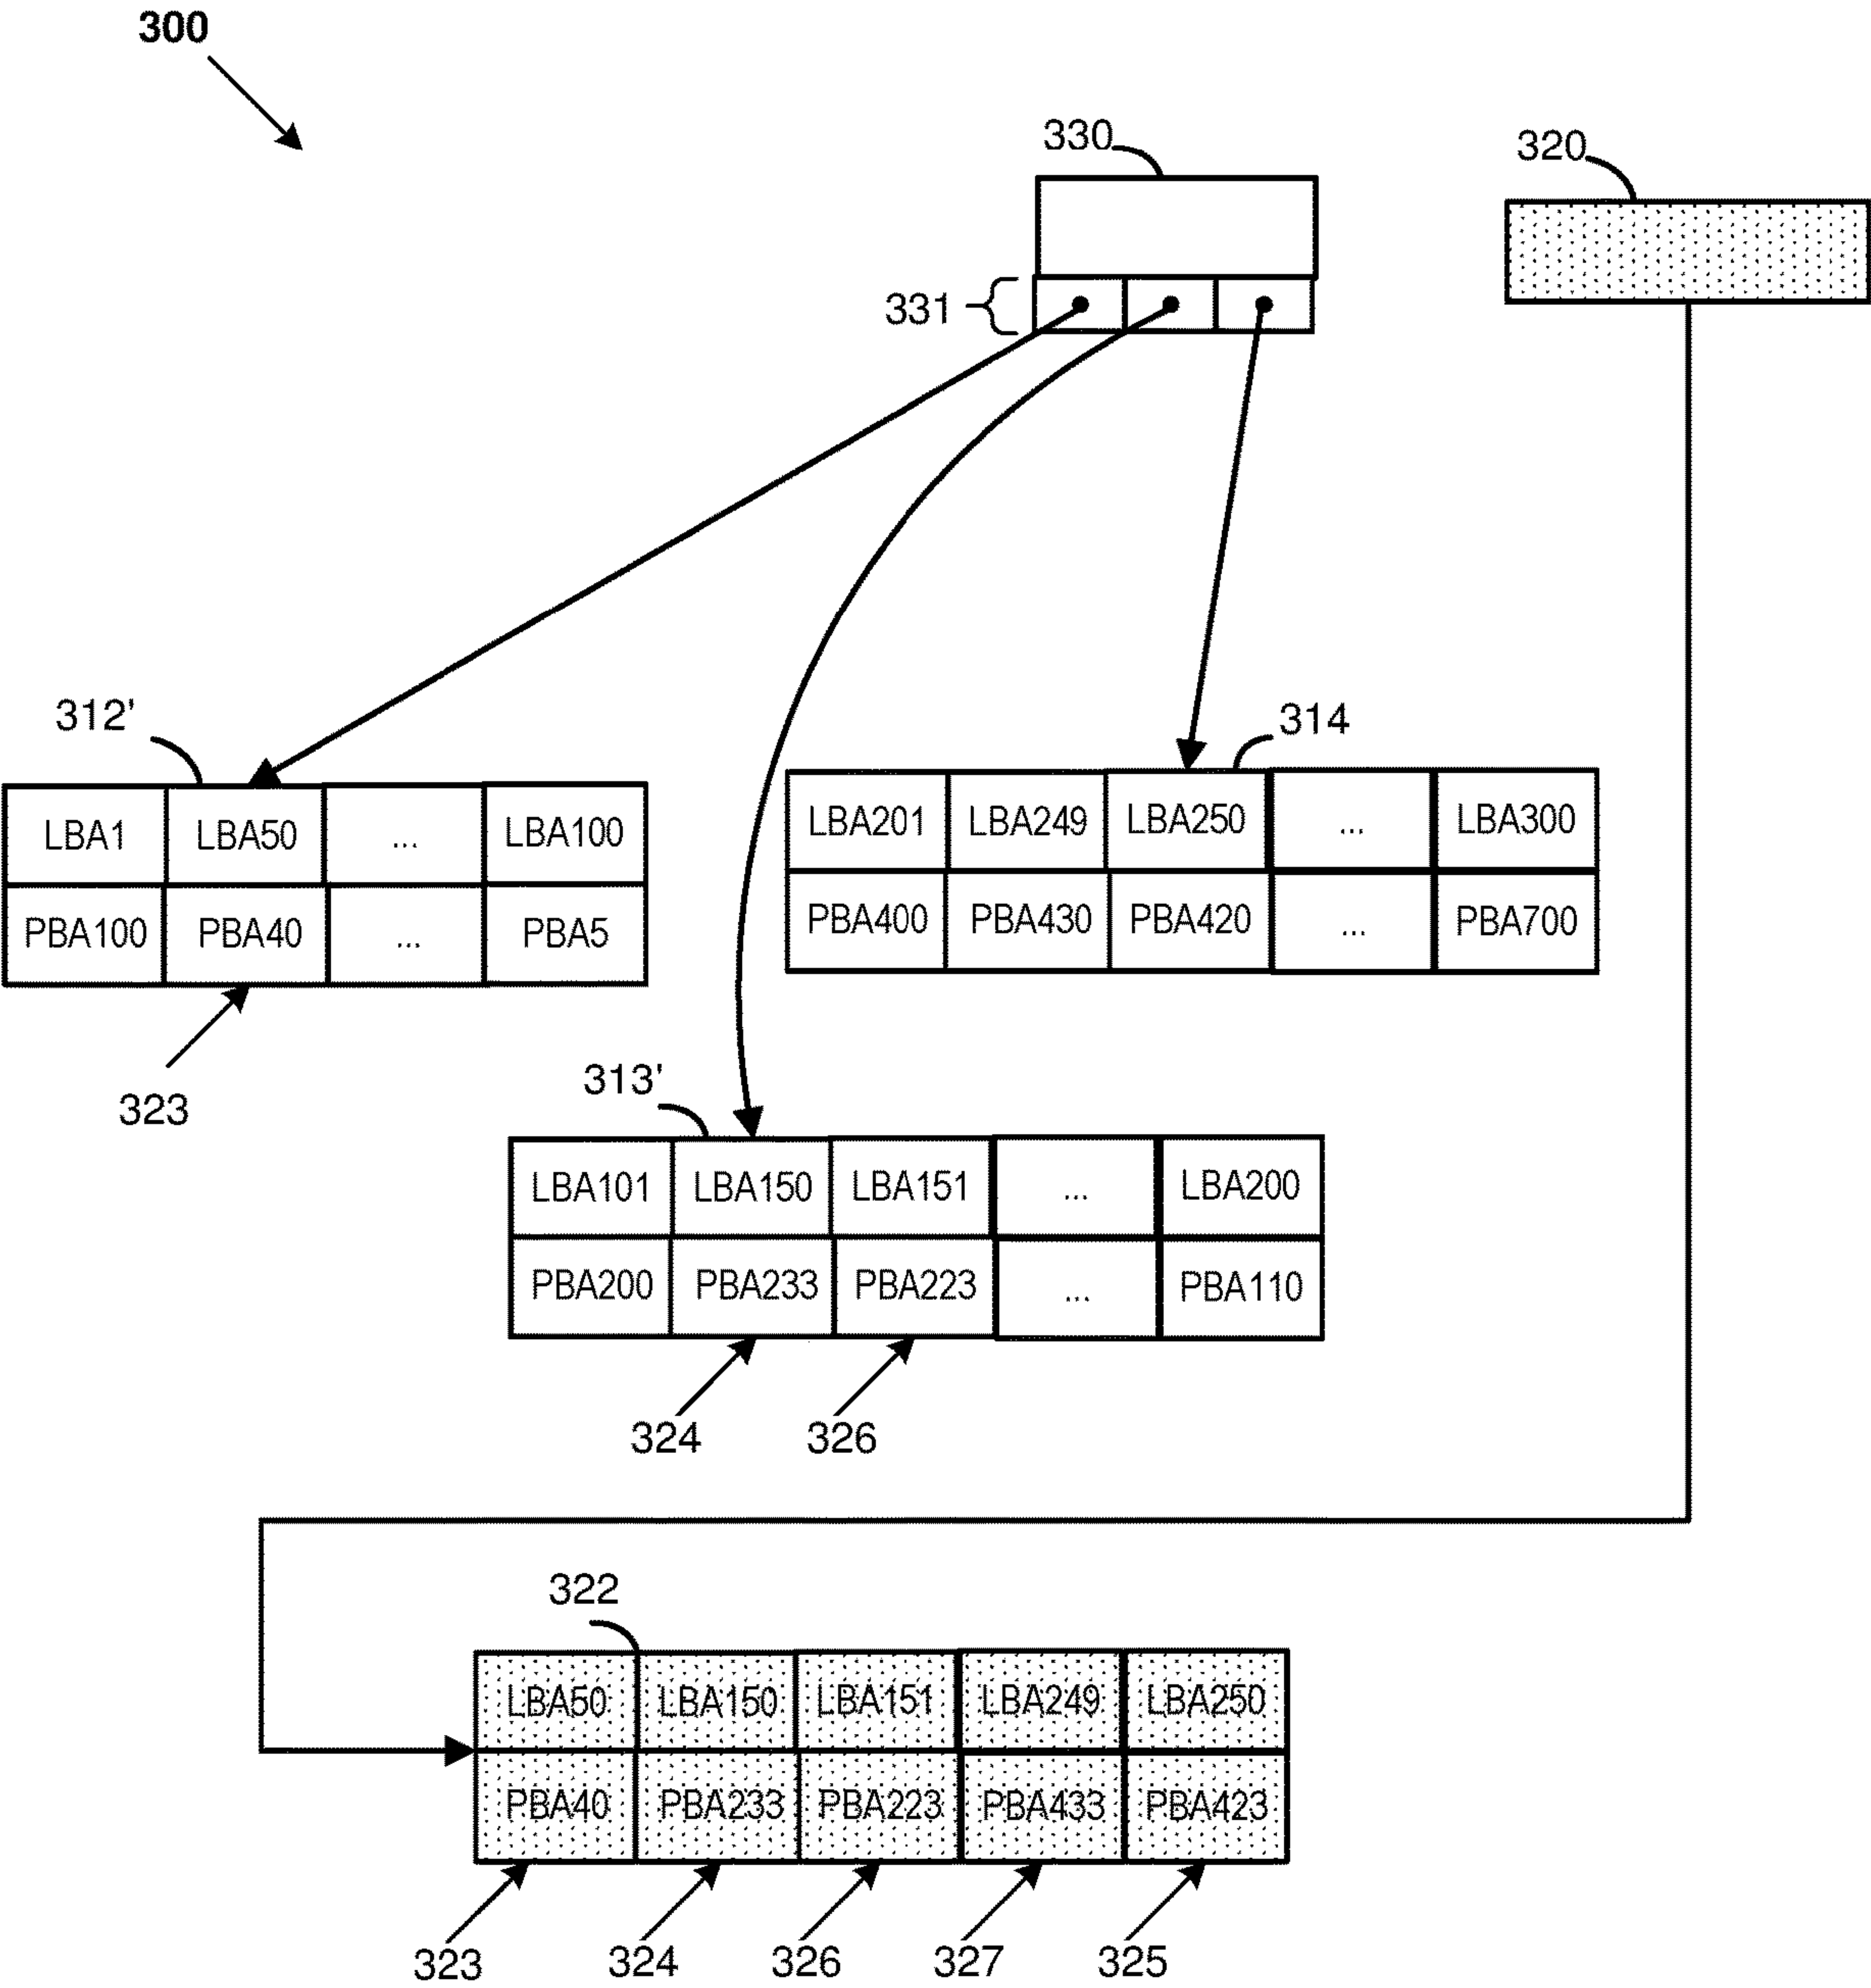 300
330
320
331
312'
314
LBA1 LBA50 ... LBA100
PBA100 PBA40 ... PBA5
LBA201 LBA249 LBA250 ... LBA300
PBA400 PBA430 PBA420 ... PBA700
323
313'
LBA101 LBA150 LBA151 ... LBA200
PBA200 PBA233 PBA223 ... PBA110
324 326
322
LBA50 LBA150 LBA151 LBA249 LBA250
PBA40 PBA233 PBA223 PBA433 PBA423
323 324 326 327 325